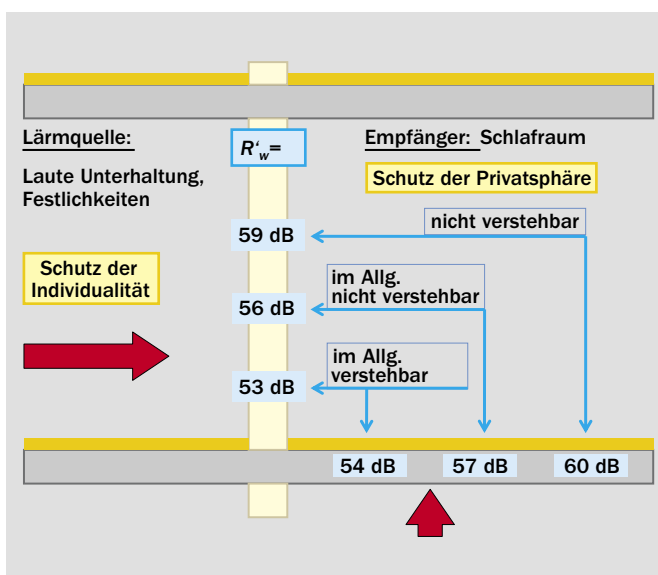 Lärmquelle:
Laute Unterhaltung,
Festlichkeiten
Schutz der
Individualität
R'w=
59 dB
56 dB
53 dB
Empfänger: Schlafraum
Schutz der Privatsphäre
nicht verstehbar
im Allg.
nicht verstehbar
im Allg.
verstehbar
54 dB
57 dB
60 dB